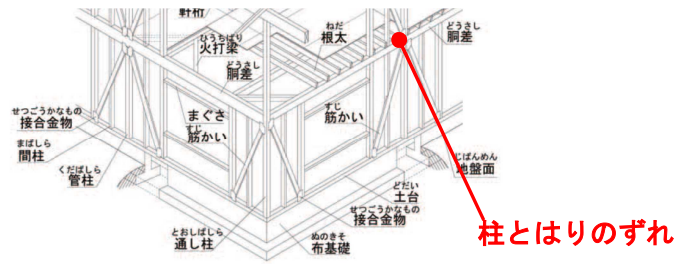 軒桁
ひうちばり
火打梁
ねだ
根太
どうさし
胴差
どうさし
胴差
まぐさ
すじ
筋かい
すじ
筋かい
せつごうかなもの
接合金物
まばしら
間柱
くだばしら
管柱
じばんめん
地盤面
どだい
土台
せつごうかなもの
接合金物
とおしばしら
通し柱
ぬのきそ
布基礎
柱とはりのずれ